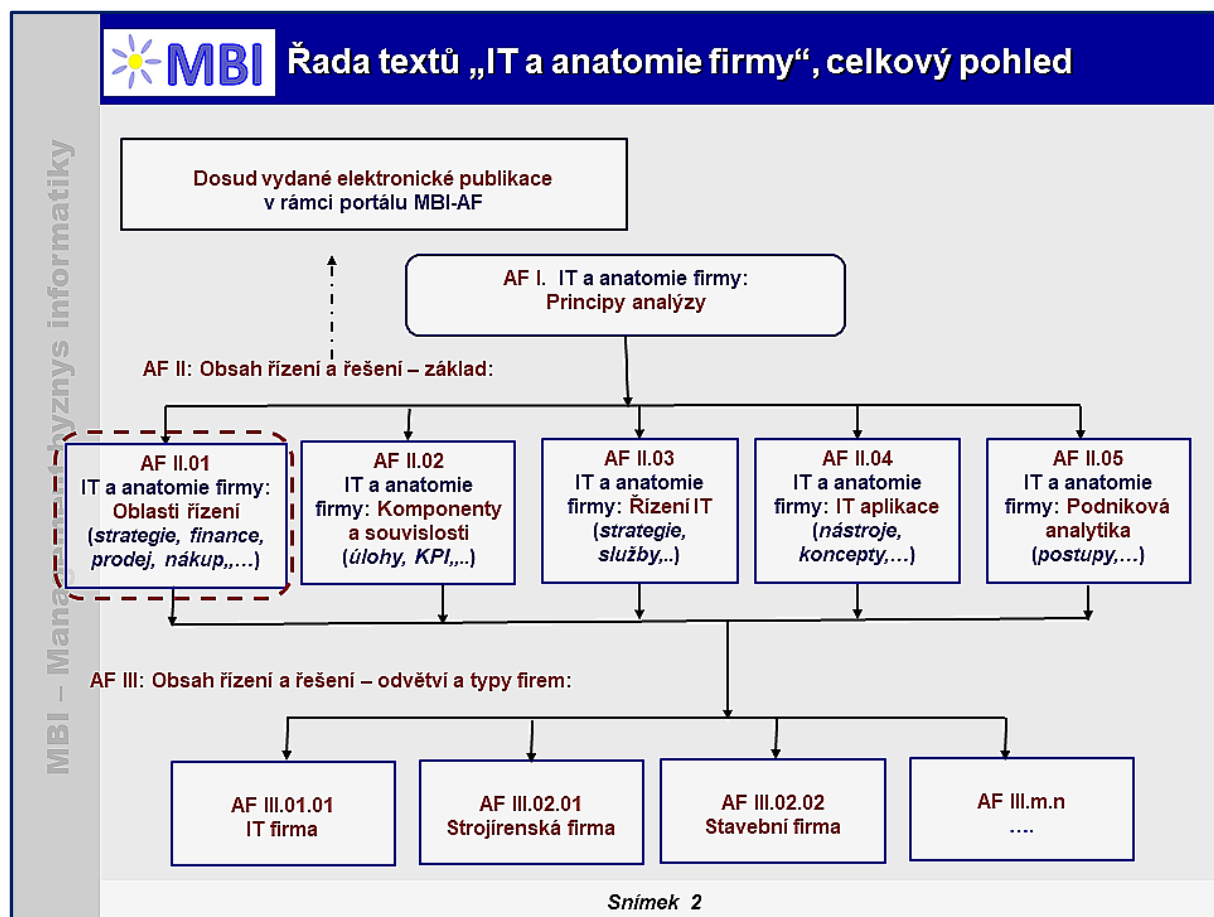 MBI
Řada textů „IT a anatomie firmy“, celkový pohled
MBI – Management byznys informatiky
Dosud vydané elektronické publikace
v rámci portálu MBI-AF
AF I. IT a anatomie firmy:
Principy analýzy
AF II: Obsah řízení a řešení – základ:
AF II.01
IT a anatomie firmy:
Oblasti řízení
(strategie, finance,
prodej, nákup,,…)
AF II.02
IT a anatomie
firmy: Komponenty
a souvislosti
(úlohy, KPI,,..)
AF II.03
IT a anatomie
firmy: Řízení IT
(strategie,
služby,..)
AF II.04
IT a anatomie
firmy: IT aplikace
(nástroje,
koncepty,…)
AF II.05
IT a anatomie
firmy: Podniková
analytika
(postupy,…)
AF III: Obsah řízení a řešení – odvětví a typy firem:
AF III.01.01
IT firma
AF III.02.01
Strojírenská firma
AF III.02.02
Stavební firma
AF III.m.n
….
Snímek 2